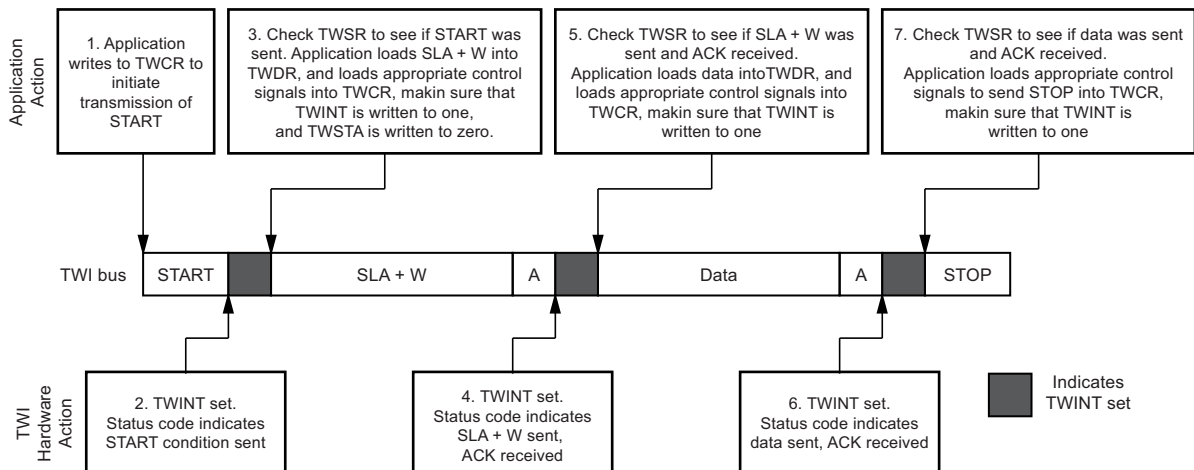 Application
Action
1. Application
writes to TWCR to
initiate
transmission of
START
3. Check TWSR to see if START was
sent. Application loads SLA + W into
TWDR, and loads appropriate control
signals into TWCR, makin sure that
TWINT is written to one,
and TWSTA is written to zero.
5. Check TWSR to see if SLA + W was
sent and ACK received.
Application loads data intoTWDR, and
loads appropriate control signals into
TWCR, makin sure that TWINT is
written to one
7. Check TWSR to see if data was sent
and ACK received.
Application loads appropriate control
signals to send STOP into TWCR,
makin sure that TWINT is
written to one
TWI bus
START
SLA + W
A
Data
A
STOP
TWI
Hardware
Action
2. TWINT set.
Status code indicates
START condition sent
4. TWINT set.
Status code indicates
SLA + W sent,
ACK received
6. TWINT set.
Status code indicates
data sent, ACK received
Indicates
TWINT set